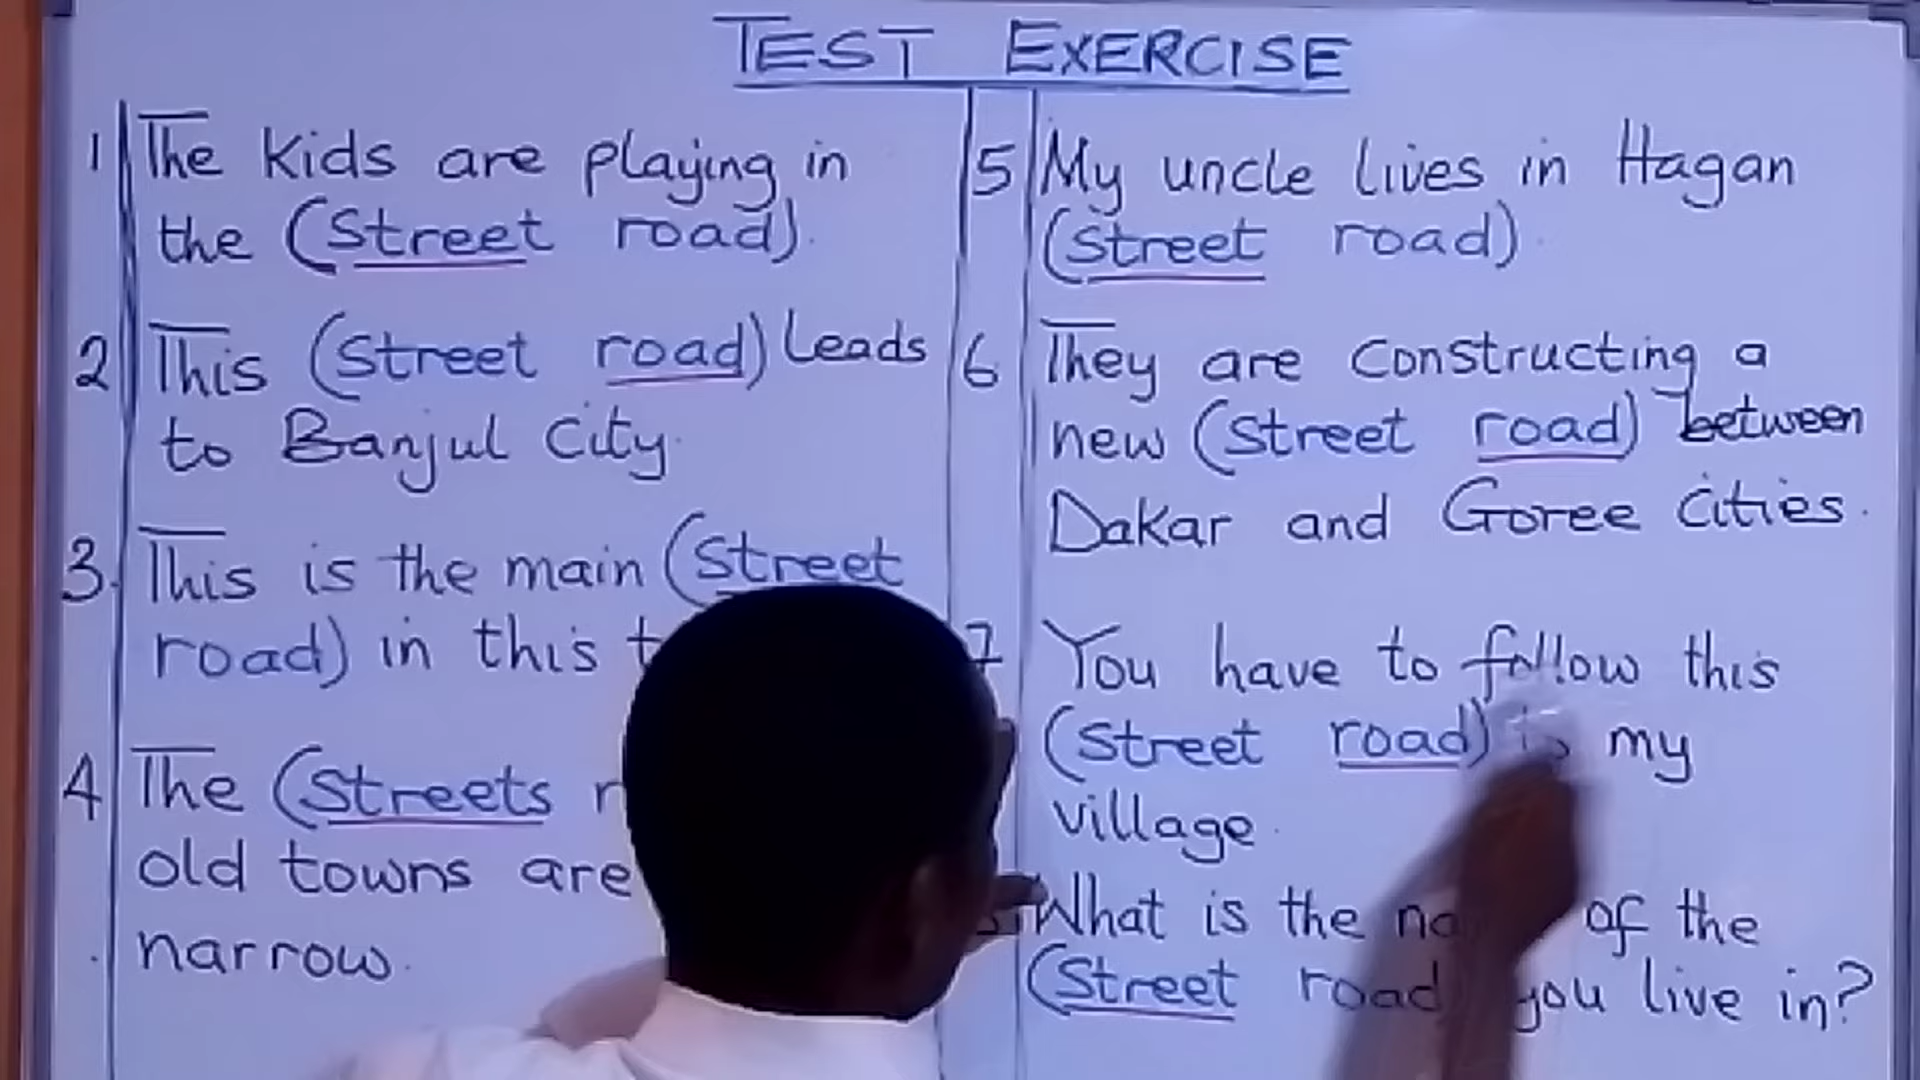 TEST EXERCISE
1 The kids are playing in
the (Street road).
2 This (Street road) leads
to Banjul City.
3. This is the main (Street
road) in this
4 The (Streets
old towns are
narrow.
5 My uncle lives in Hagan
(Street road).
6 They are constructing a
new (Street road) between
Dakar and Goree cities.
7 You have to follow this
(Street road) to my
village.
What is the of the
(Street road you live in?